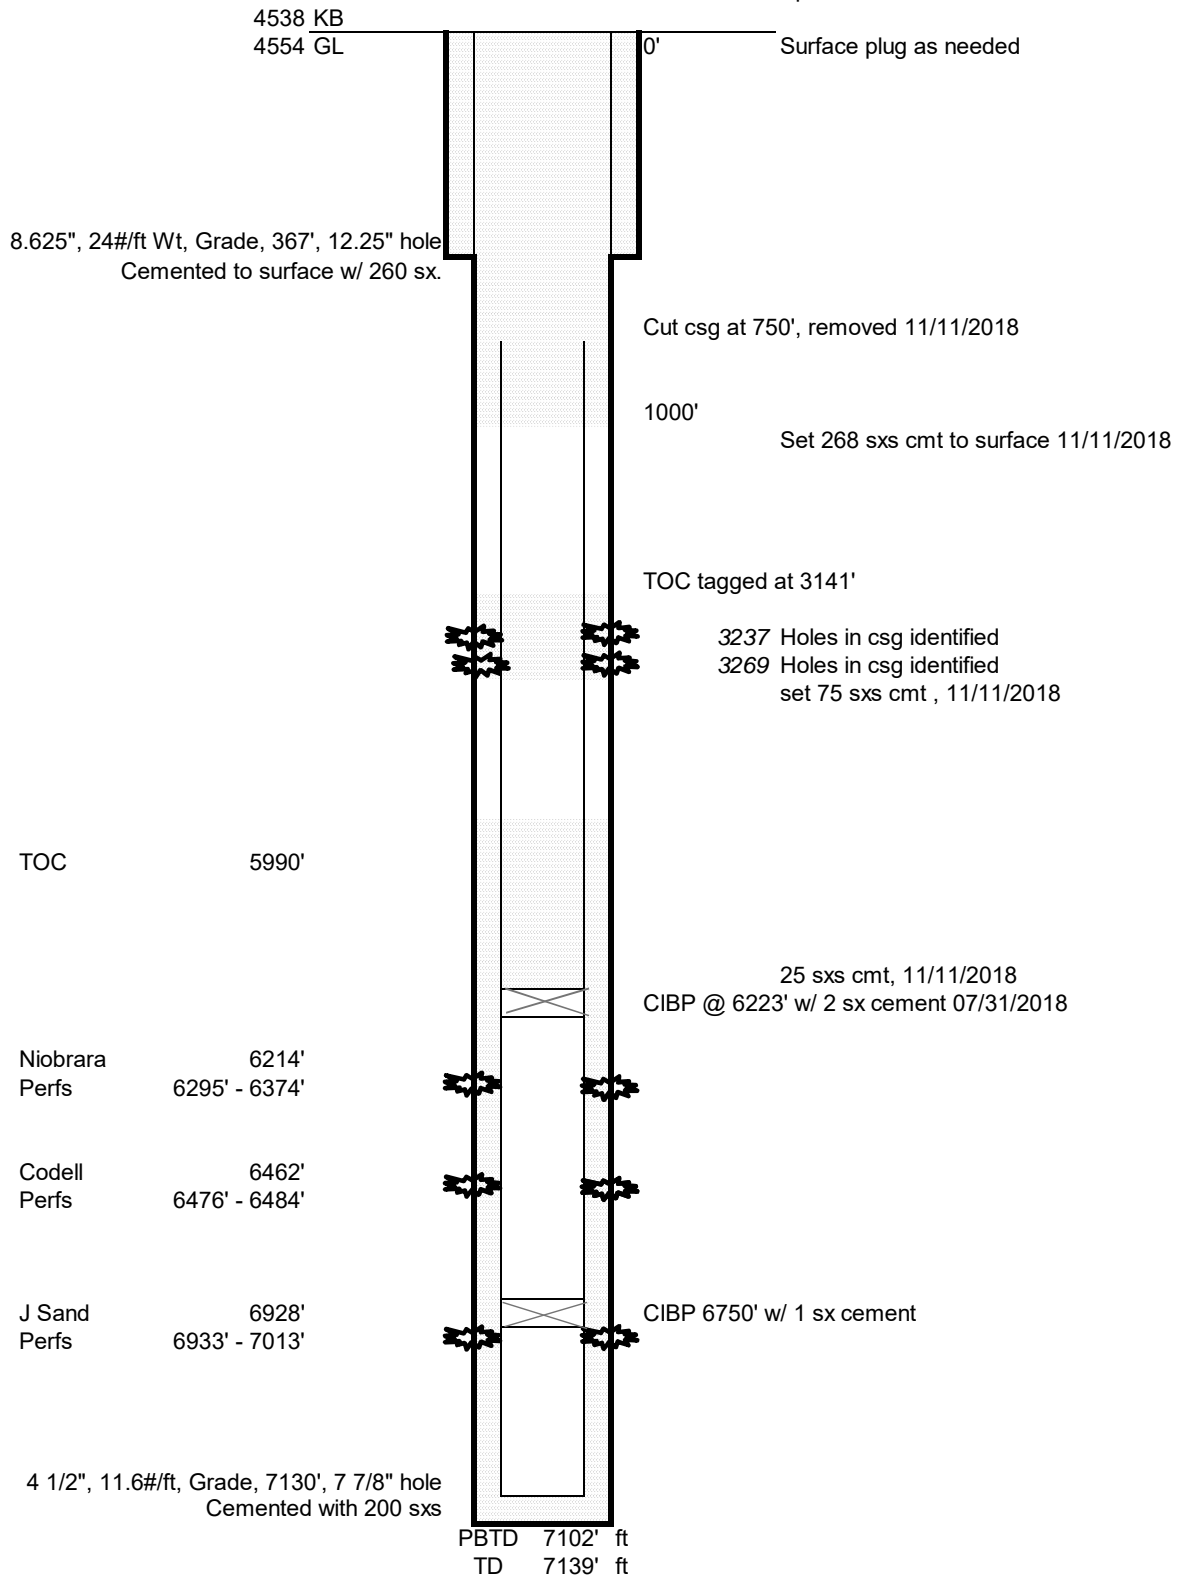 4538 KB
4554 GL
0' Surface plug as needed
8.625", 24#/ft Wt, Grade, 367', 12.25" hole
Cemented to surface w/ 260 sx.
Cut csg at 750', removed 11/11/2018
1000'
Set 268 sxs cmt to surface 11/11/2018
TOC tagged at 3141'
3237 Holes in csg identified
3269 Holes in csg identified
set 75 sxs cmt , 11/11/2018
TOC 5990'
25 sxs cmt, 11/11/2018
CIBP @ 6223' w/ 2 sx cement 07/31/2018
Niobrara 6214'
Perfs 6295' - 6374'
Codell 6462'
Perfs 6476' - 6484'
J Sand 6928'
CIBP 6750' w/ 1 sx cement
Perfs 6933' - 7013'
4 1/2", 11.6#/ft, Grade, 7130', 7 7/8" hole
Cemented with 200 sxs
PBTD 7102' ft
TD 7139' ft